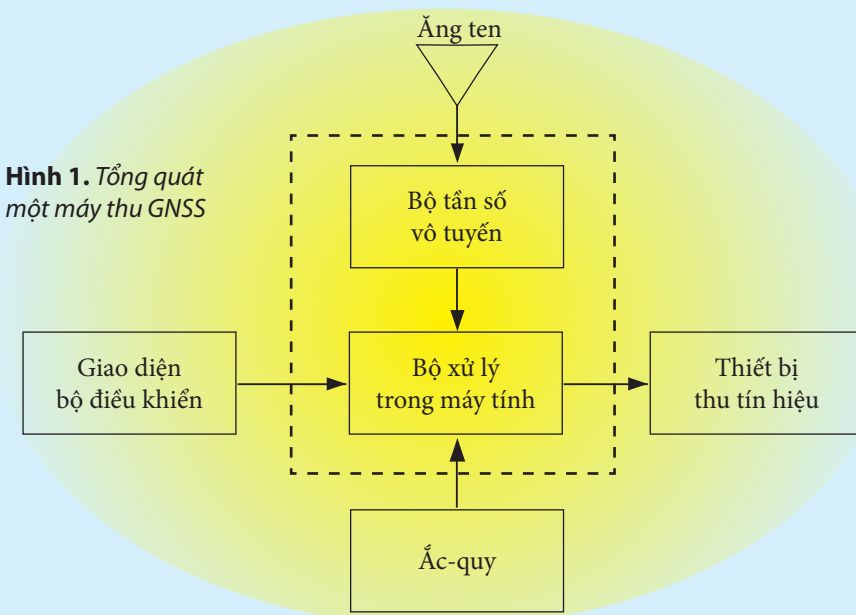 Ăng ten
Hình 1. Tổng quát
một máy thu GNSS
Bộ tần số
vô tuyến
Giao diện
bộ điều khiển
Bộ xử lý
trong máy tính
Thiết bị
thu tín hiệu
Ắc-quy